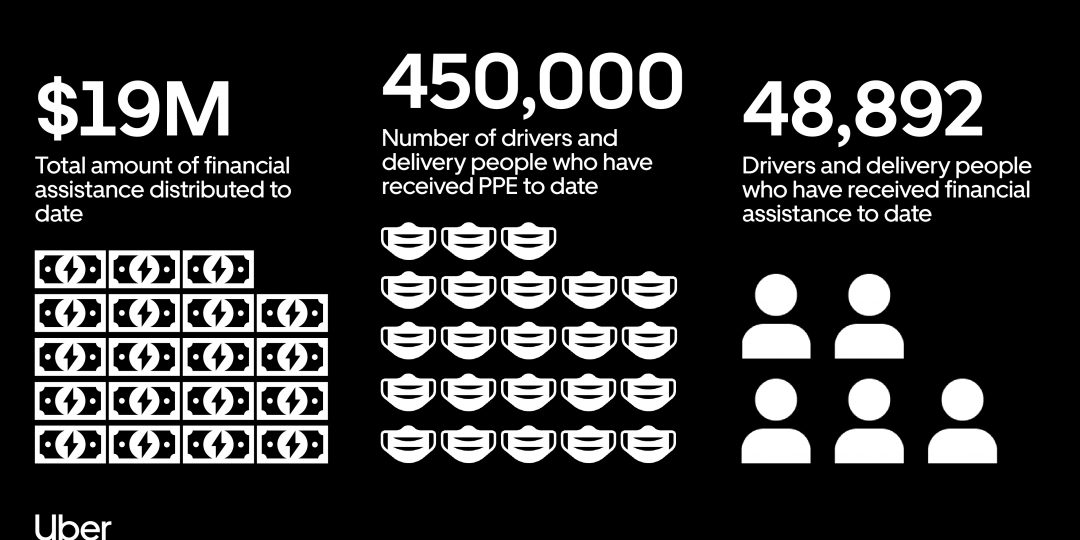 $19M
Total amount of financial
assistance distributed to
date
450,000
Number of drivers and
delivery people who have
received PPE to date
48,892
Drivers and delivery people
who have received financial
assistance to date
Uber